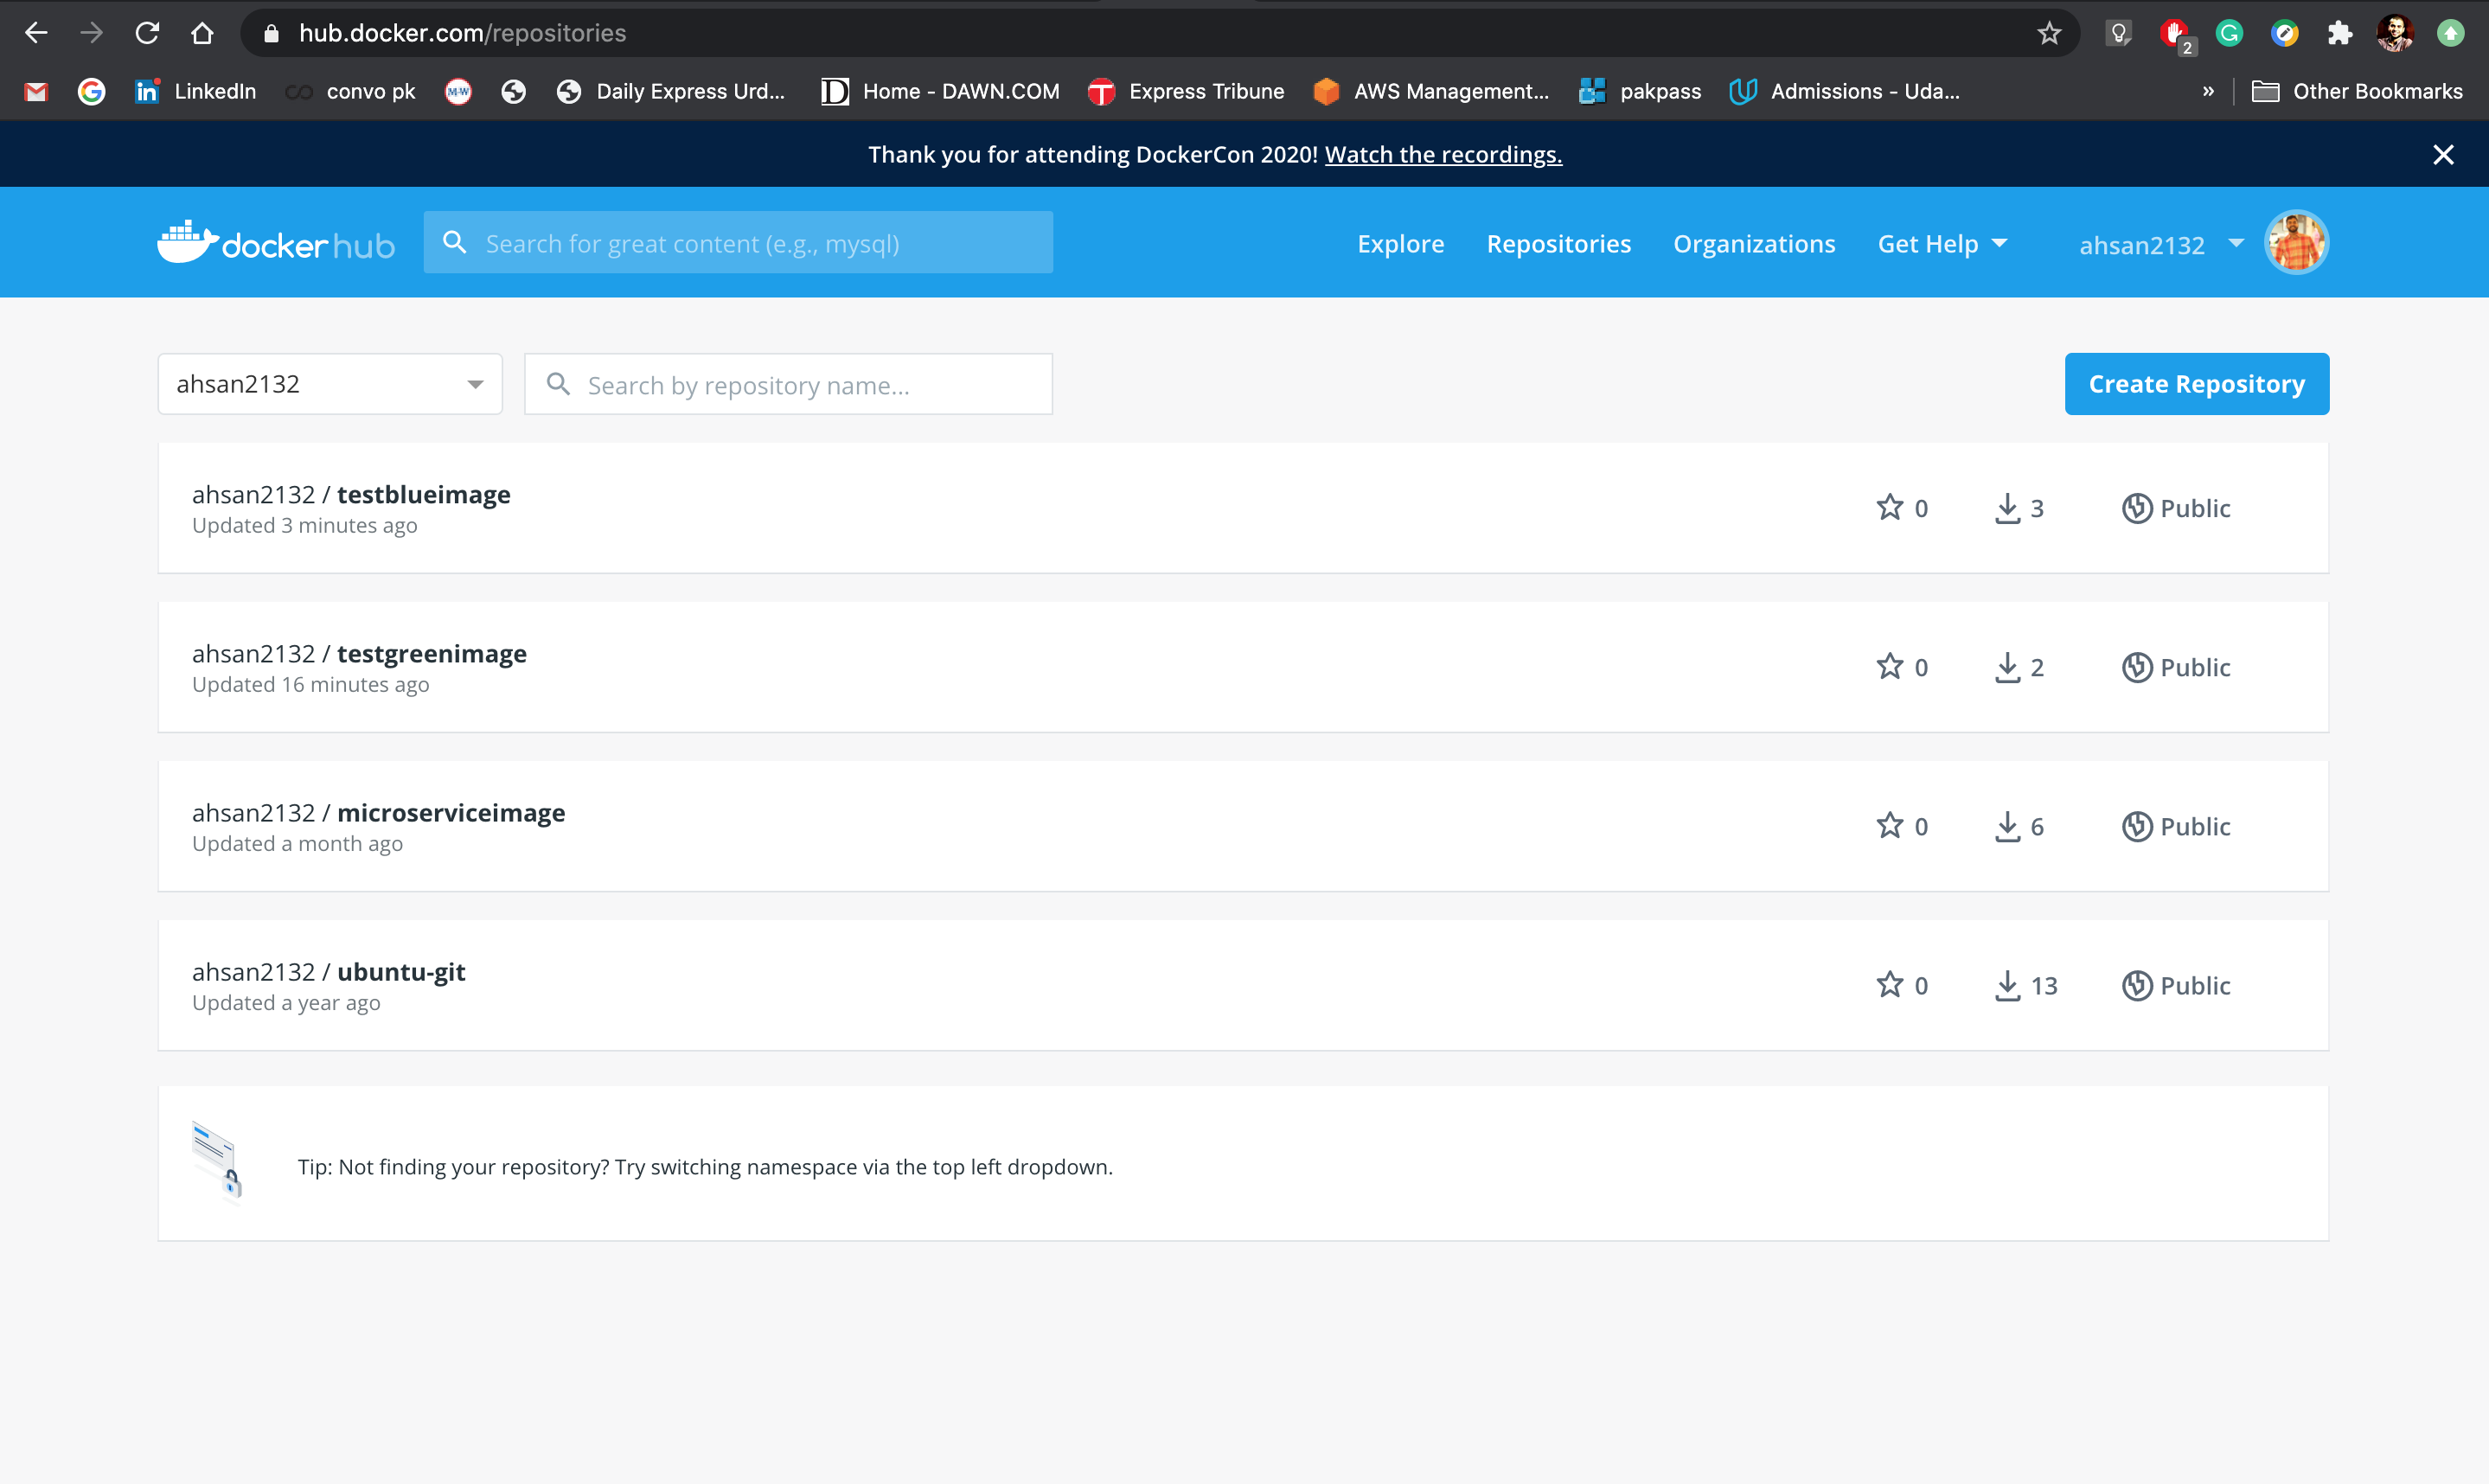 hub.docker.com/repositories
2
LinkedIn convo pk M-W Daily Express Urd... D Home - DAWN.COM T Express Tribune AWS Management... pakpass Admissions - Uda... » Other Bookmarks
Thank you for attending DockerCon 2020! Watch the recordings.
dockerhub Search for great content (e.g., mysql) Explore Repositories Organizations Get Help ahsan2132
ahsan2132 Search by repository name... Create Repository
ahsan2132 / testblueimage
Updated 3 minutes ago
0 3 Public
ahsan2132 / testgreenimage
Updated 16 minutes ago
0 2 Public
ahsan2132 / microserviceimage
Updated a month ago
0 6 Public
ahsan2132 / ubuntu-git
Updated a year ago
0 13 Public
Tip: Not finding your repository? Try switching namespace via the top left dropdown.